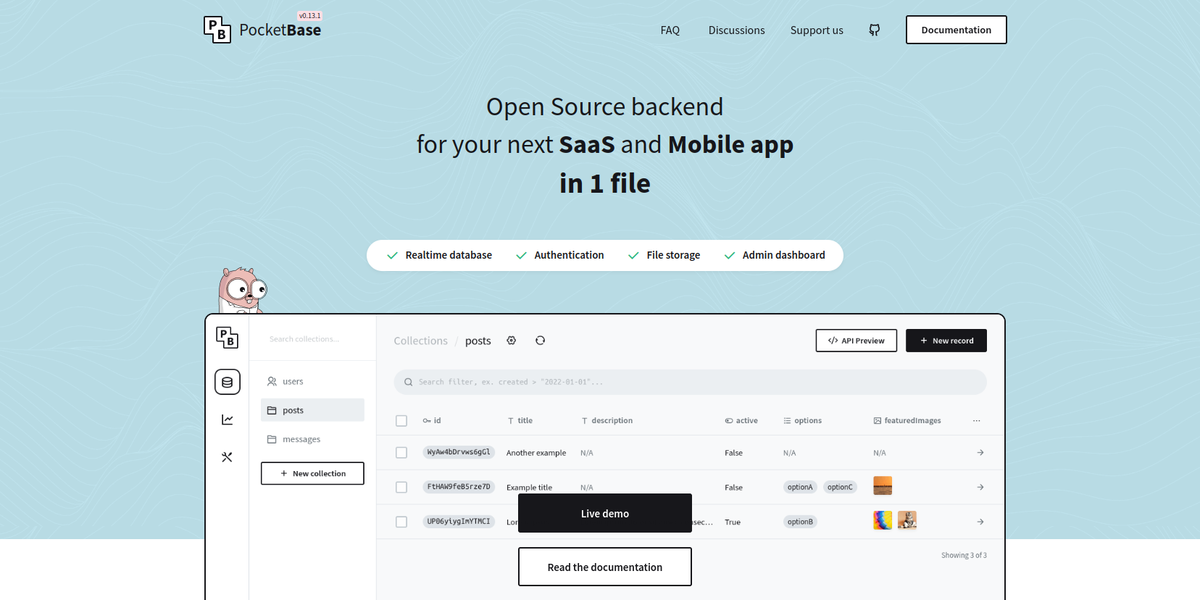 v0.13.1
PB PocketBase
FAQ Discussions Support us Documentation
Open Source backend
for your next SaaS and Mobile app
in 1 file
Realtime database Authentication File storage Admin dashboard
PB
Search collections...
Collections / posts
API Preview
+ New record
users
posts
messages
+ New collection
Search filter, ex. created > "2022-01-01"...
id title description active options featuredImages ...
WyAw4bDrvws6gGl Another example N/A False N/A N/A
FtHAW9feB5rze7D Example title N/A False optionA optionC
UP06yiygImYTMCI True optionB
Live demo
Showing 3 of 3
Read the documentation